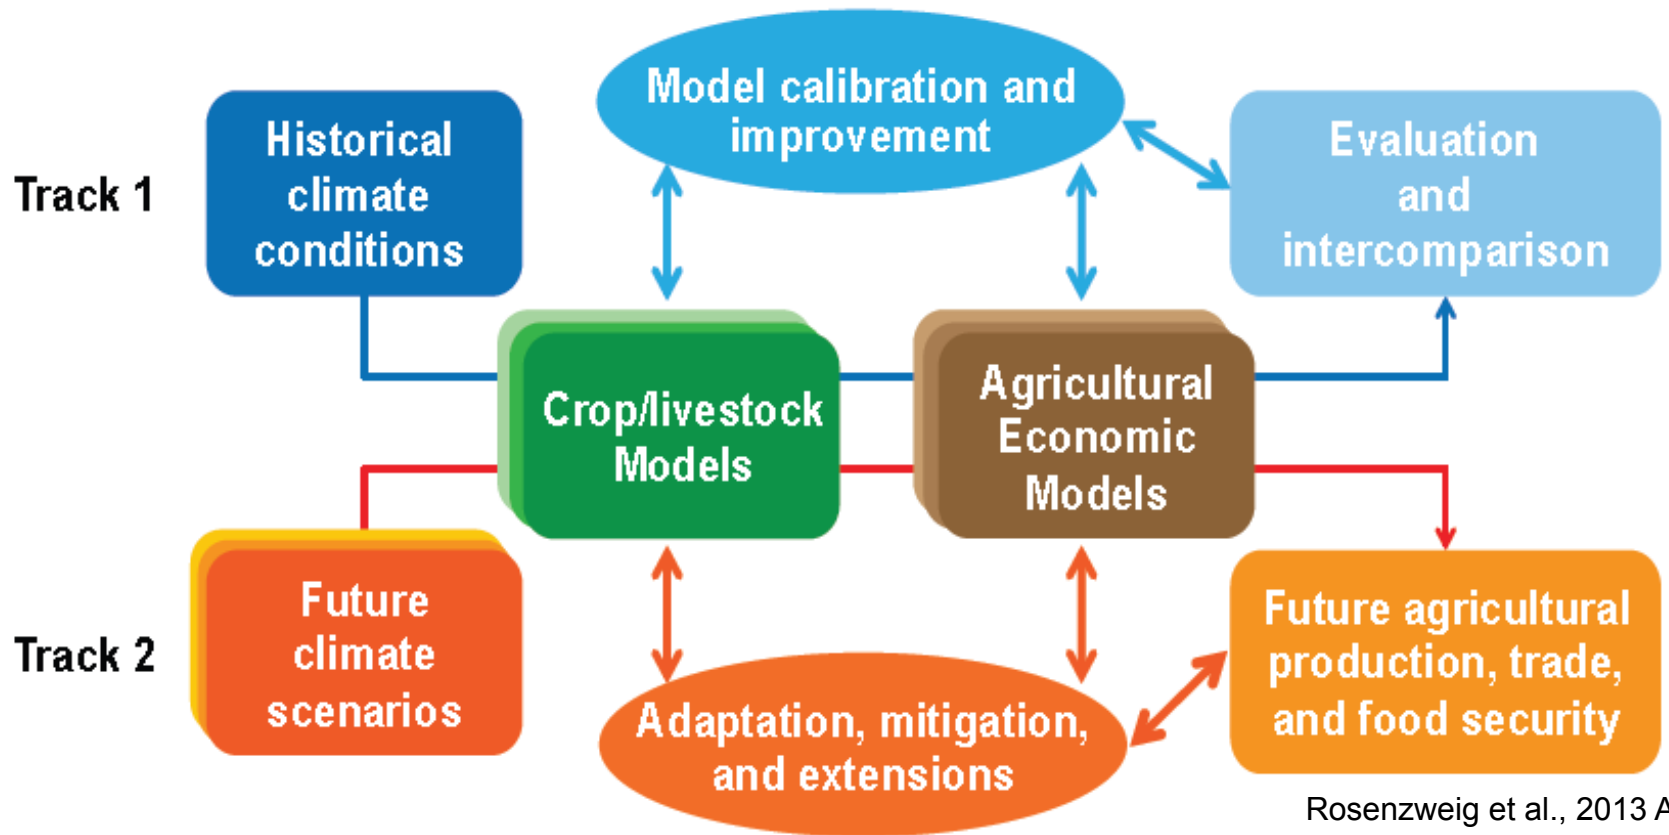 Track 1
Historical
climate
conditions
Model calibration and
improvement
Evaluation
and
intercomparison
Crop/livestock
Models
Agricultural
Economic
Models
Track 2
Future
climate
scenarios
Adaptation, mitigation,
and extensions
Future agricultural
production, trade,
and food security
Rosenzweig et al., 2013 A